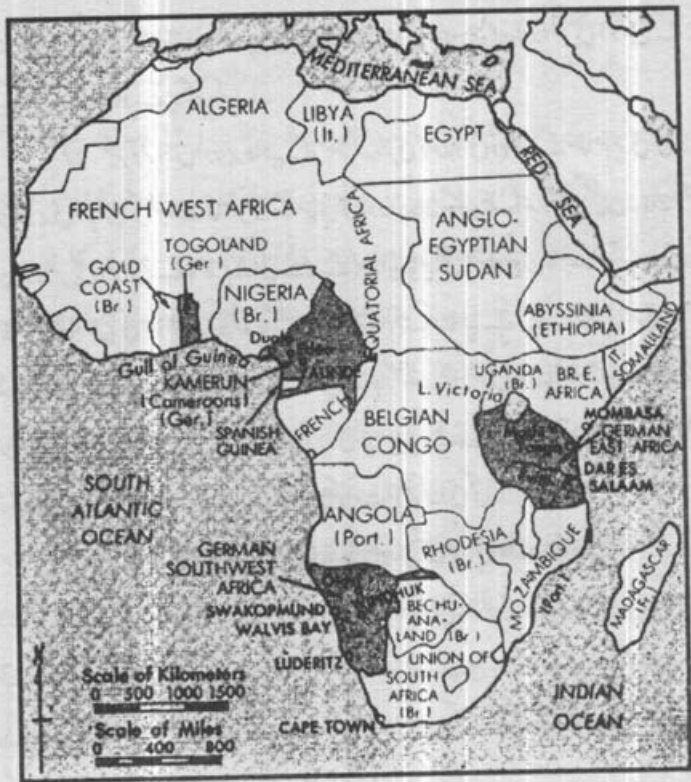 MEDITERRANEAN SEA
ALGERIA
LIBYA
(It.)
EGYPT
RED
SEA
FRENCH WEST AFRICA
EQUATORIAL AFRICA
ANGLO-
EGYPTIAN
SUDAN
TOGOLAND
(Ger.)
GOLD
COAST
(Br.)
NIGERIA
(Br.)
ABYSSINIA
(ETHIOPIA)
IT. SOMALILAND
Gulf of Guinea
KAMERUN
(Cameroons)
(Ger.)
UGANDA
(Br.)
BR. E.
AFRICA
L. Victoria
SPANISH
GUINEA
FRENCH
BELGIAN
CONGO
MOMBASA
GERMAN
EAST AFRICA
DAR ES
SALAAM
SOUTH
ATLANTIC
OCEAN
ANGOLA
(Port.)
RHODESIA
(Br.)
MOZAMBIQUE
(Port.)
MADAGASCAR
(Fr.)
GERMAN
SOUTHWEST
AFRICA
SWAKOPMUND
WALVIS BAY
BECHU-
ANA-
LAND (Br.)
LÜDERITZ
UNION OF
SOUTH
AFRICA
(Br.)
Scale of Kilometers
0 500 1000 1500
Scale of Miles
0 400 800
CAPE TOWN
INDIAN
OCEAN